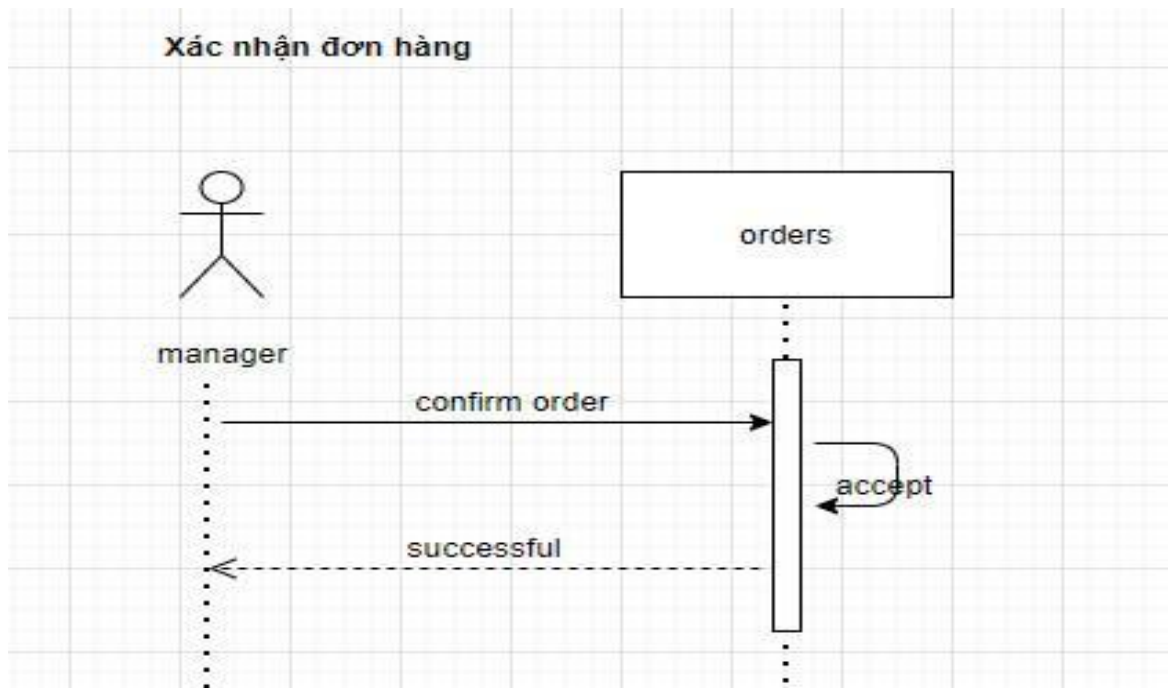 Xác nhận đơn hàng
orders
manager
confirm order
accept
successful